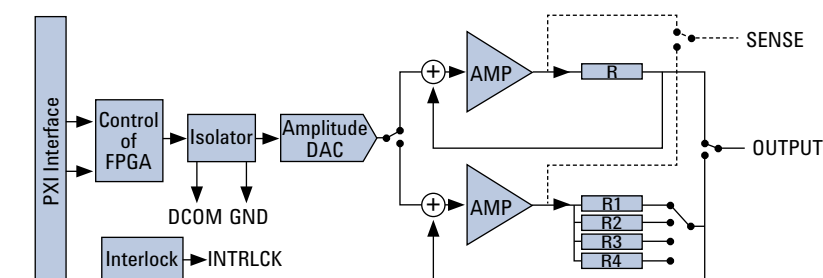 PXI Interface
Control
of
FPGA
Isolator
Amplitude
DAC
DCOM GND
Interlock
INTRLCK
AMP
R
SENSE
OUTPUT
AMP
R1
R2
R3
R4